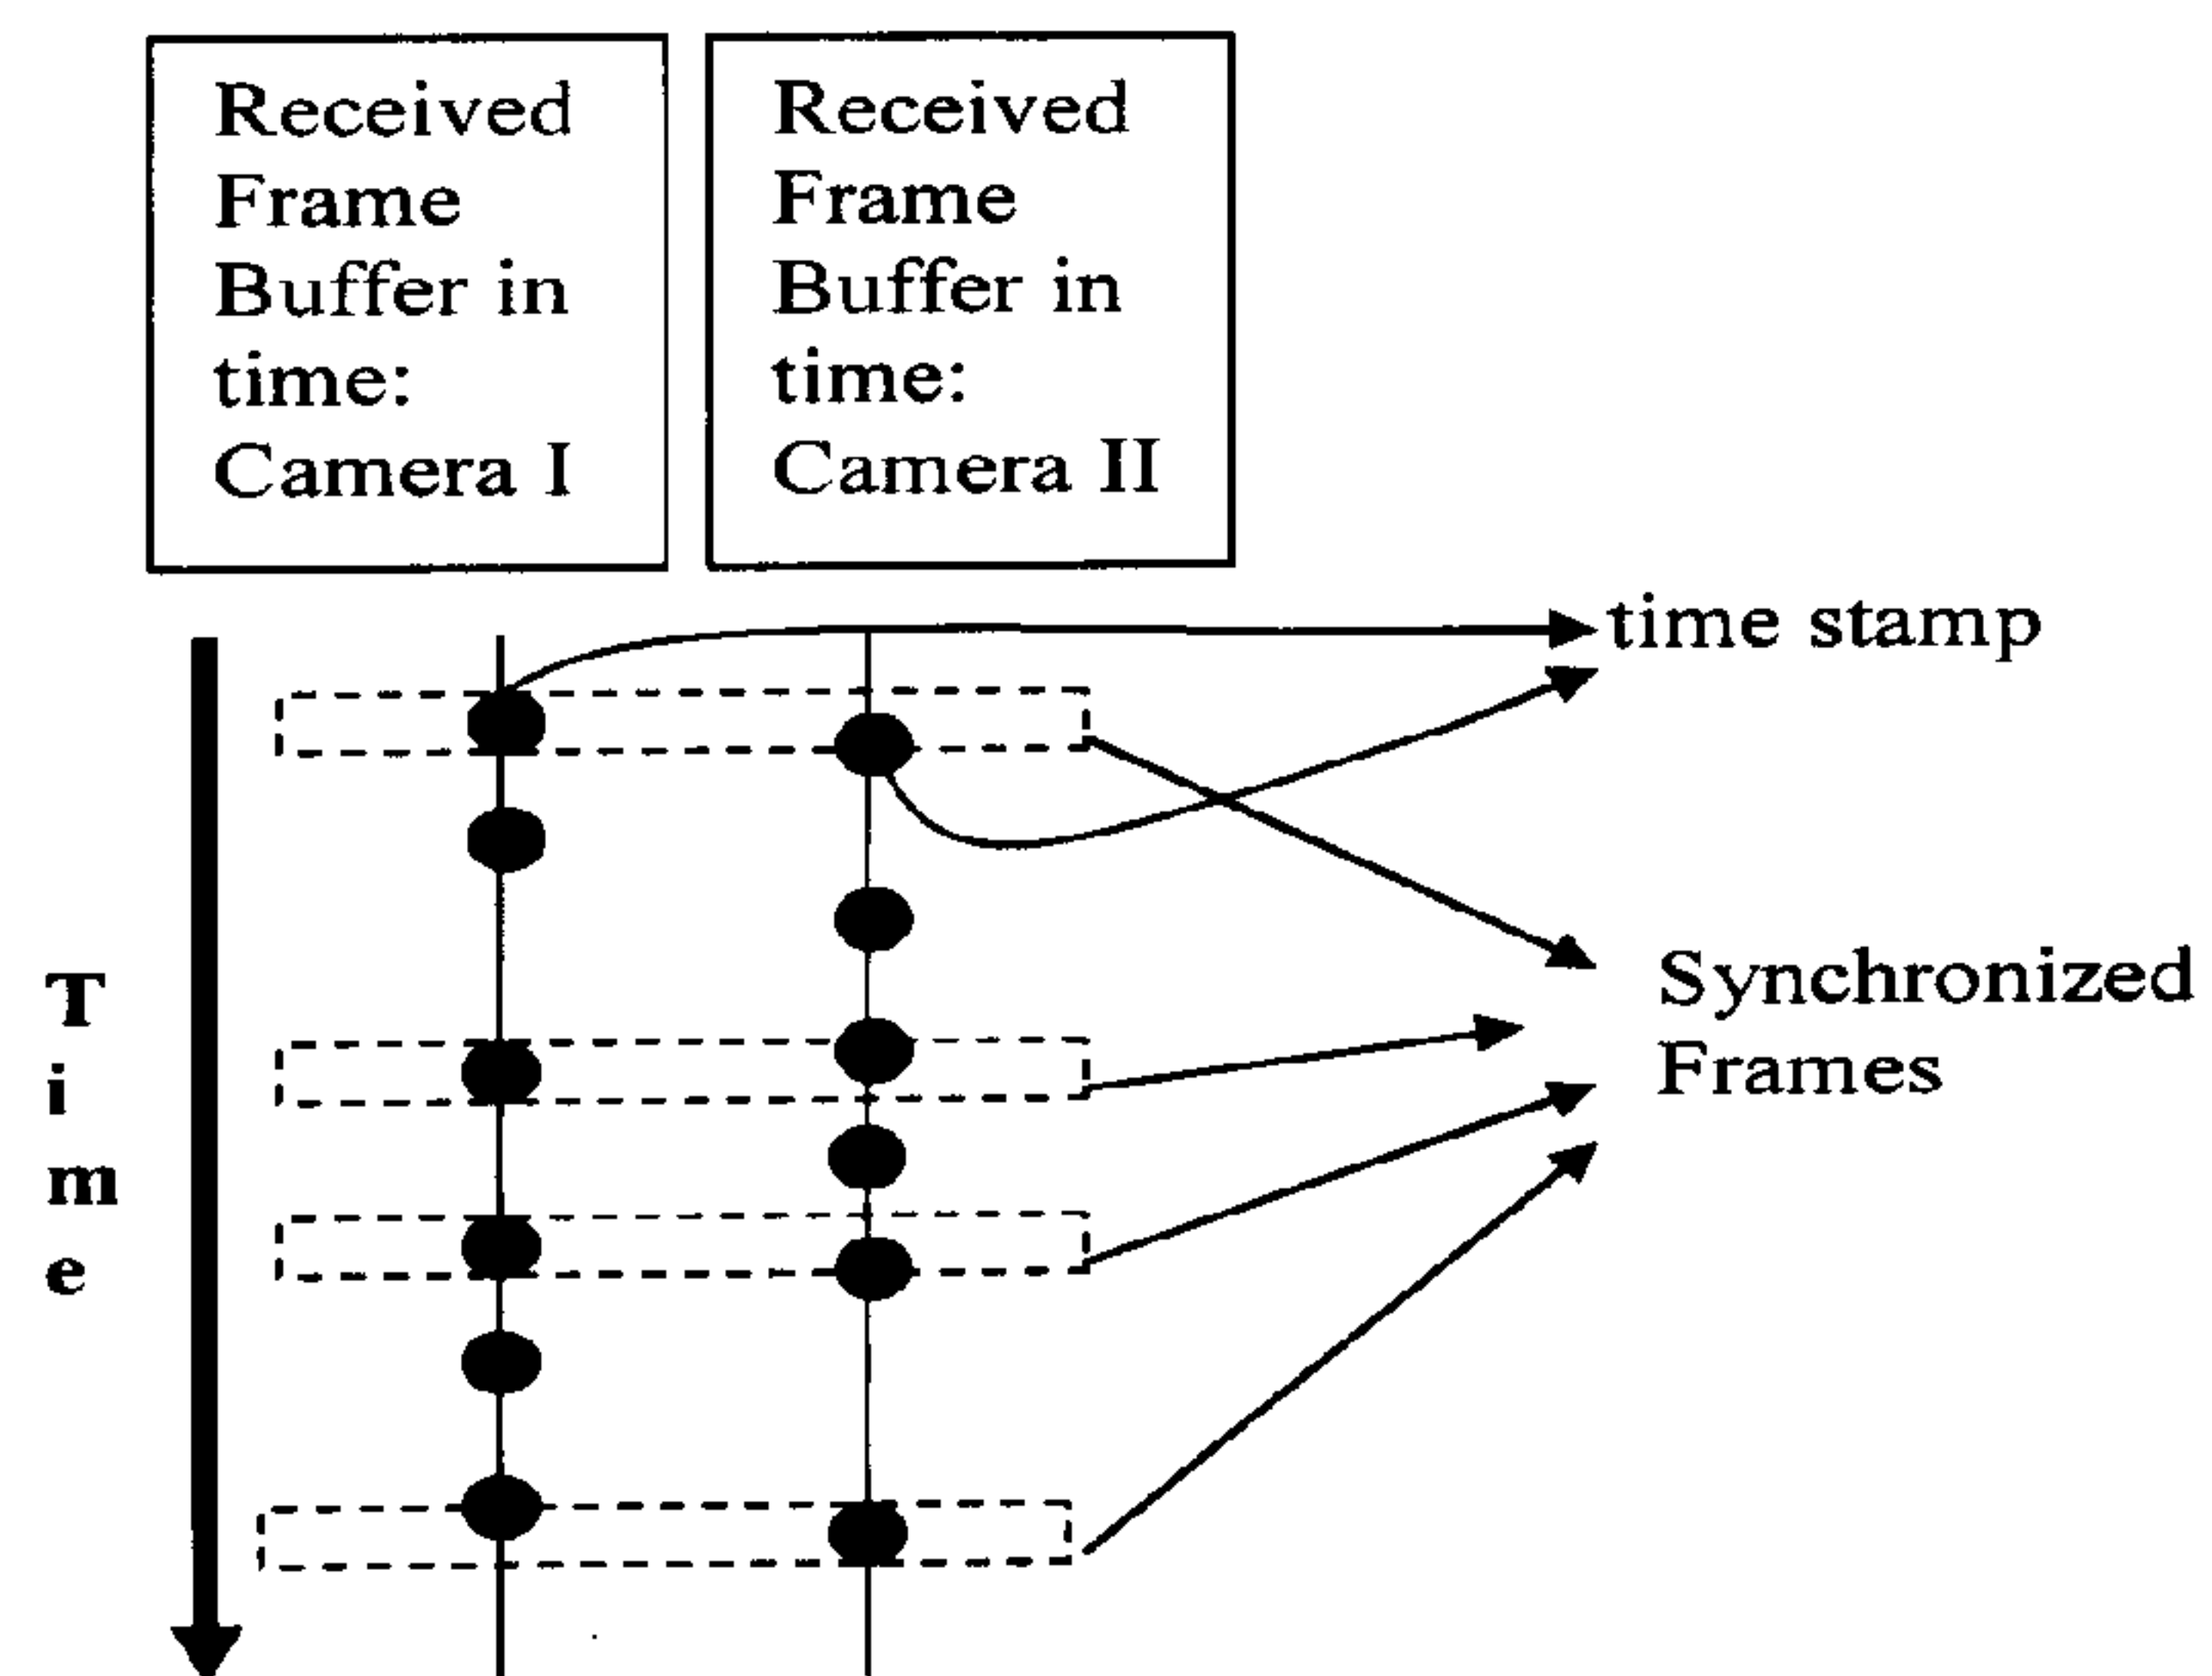 Received
Frame
Buffer in
time:
Camera I
Received
Frame
Buffer in
time:
Camera II
time stamp
T
i
m
e
Synchronized
Frames